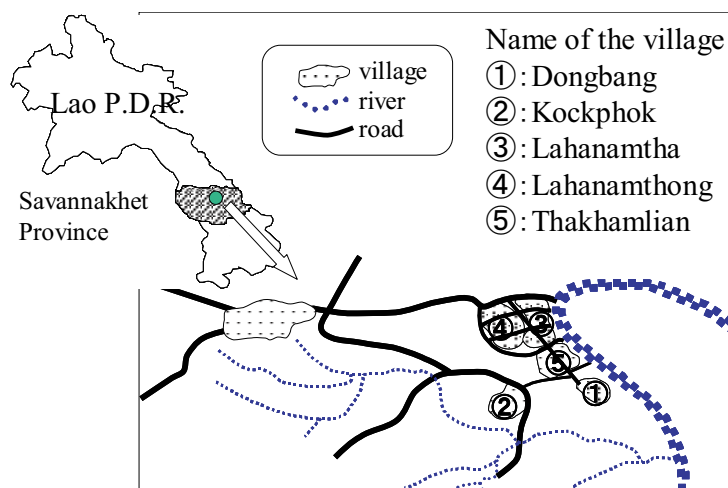 Lao P.D.R.
Savannakhet
Province
village
river
road
Name of the village
①: Dongbang
②: Kockphok
③: Lahanamtha
④: Lahanamthong
⑤: Thakhamlian
④ ③
⑤
②
①